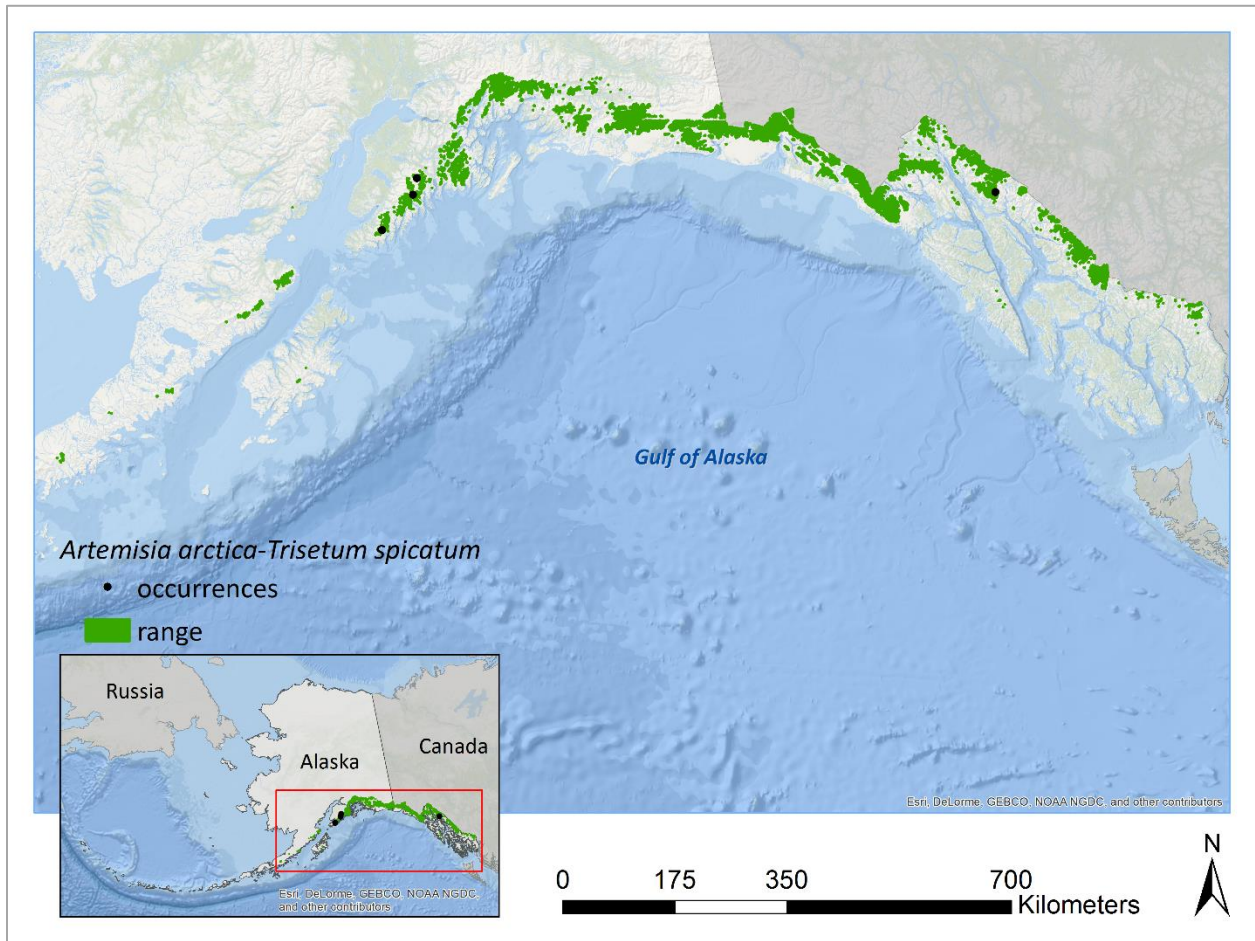 Gulf of Alaska
Artemisia arctica-Trisetum spicatum
occurrences
range
Esri, DeLorme, GEBCO, NOAA NGDC, and other contributors
Russia
Alaska
Canada
Esri, DeLorme, GEBCO, NOAA NGDC,
and other contributors
0 175 350 700
Kilometers
N